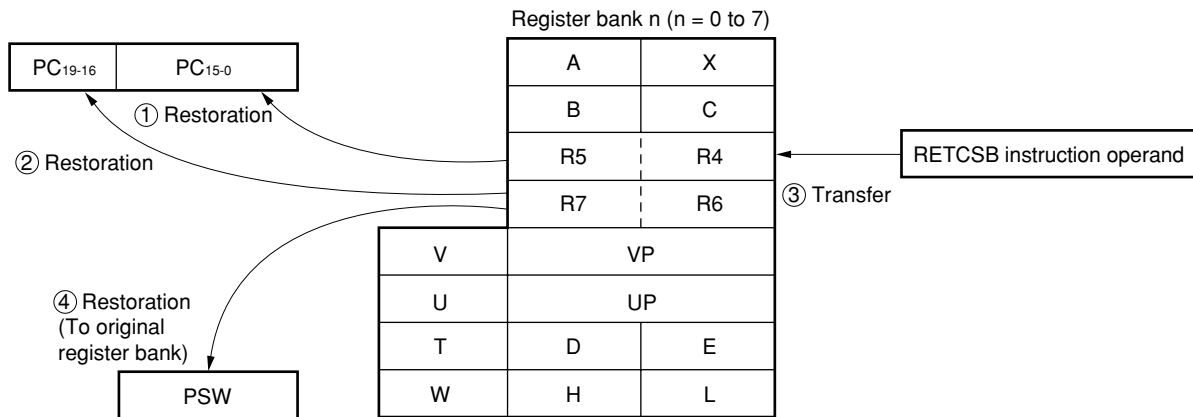 Register bank n (n = 0 to 7)
PC19-16 PC15-0
A X
① Restoration
B C
② Restoration
R5 R4
RETCSB instruction operand
R7 R6
③ Transfer
V VP
④ Restoration
(To original
register bank)
U UP
T D E
PSW
W H L